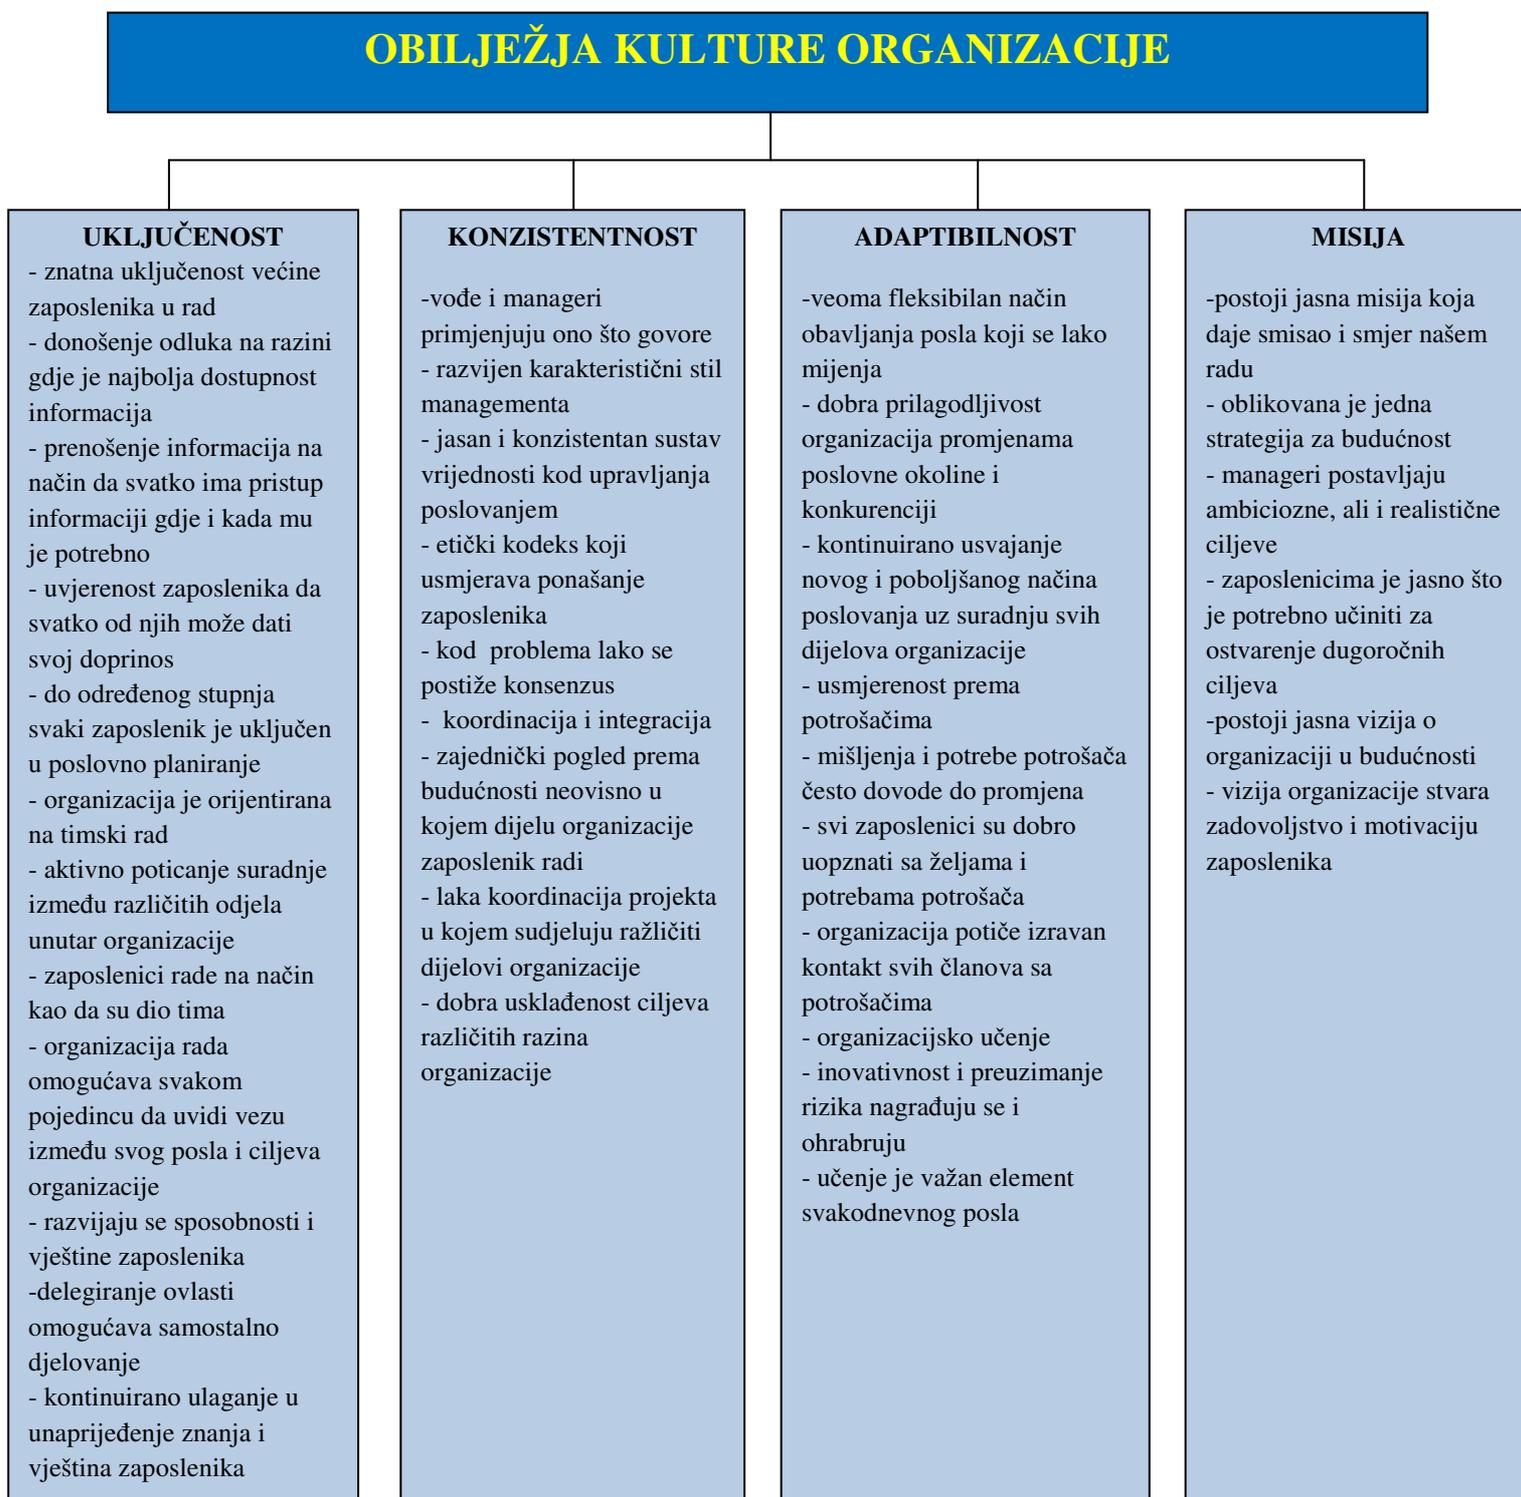 OBILJEŽJA KULTURE ORGANIZACIJE
UKLJUČENOST
- znatna uključenost većine
zaposlenika u rad
- donošenje odluka na razini
gdje je najbolja dostupnost
informacija
- prenošenje informacija na
način da svatko ima pristup
informaciji gdje i kada mu
je potrebno
- uvjerenost zaposlenika da
svatko od njih može dati
svoj doprinos
- do određenog stupnja
svaki zaposlenik je uključen
u poslovno planiranje
- organizacija je orijentirana
na timski rad
- aktivno poticanje suradnje
između različitih odjela
unutar organizacije
- zaposlenici rade na način
kao da su dio tima
- organizacija rada
omogućava svakom
pojedincu da uvidi vezu
između svog posla i ciljeva
organizacije
- razvijaju se sposobnosti i
vještine zaposlenika
-delegiranje ovlasti
omogućava samostalno
djelovanje
- kontinuirano ulaganje u
unaprijeđenje znanja i
vještina zaposlenika
KONZISTENTNOST
-vođe i manageri
primjenjuju ono što govore
- razvijen karakteristični stil
managementa
- jasan i konzistentan sustav
vrijednosti kod upravljanja
poslovanjem
- etički kodeks koji
usmjerava ponašanje
zaposlenika
- kod  problema lako se
postiže konsenzus
-  koordinacija i integracija
- zajednički pogled prema
budućnosti neovisno u
kojem dijelu organizacije
zaposlenik radi
- laka koordinacija projekta
u kojem sudjeluju ražličiti
dijelovi organizacije
- dobra usklađenost ciljeva
različitih razina
organizacije
ADAPTIBILNOST
-veoma fleksibilan način
obavljanja posla koji se lako
mijenja
- dobra prilagodljivost
organizacija promjenama
poslovne okoline i
konkurenciji
- kontinuirano usvajanje
novog i poboljšanog načina
poslovanja uz suradnju svih
dijelova organizacije
- usmjerenost prema
potrošačima
- mišljenja i potrebe potrošača
često dovode do promjena
- svi zaposlenici su dobro
uopznati sa željama i
potrebama potrošača
- organizacija potiče izravan
kontakt svih članova sa
potrošačima
- organizacijsko učenje
- inovativnost i preuzimanje
rizika nagrađuju se i
ohrabruju
- učenje je važan element
svakodnevnog posla
MISIJA
-postoji jasna misija koja
daje smisao i smjer našem
radu
- oblikovana je jedna
strategija za budućnost
- manageri postavljaju
ambiciozne, ali i realistične
ciljeve
- zaposlenicima je jasno što
je potrebno učiniti za
ostvarenje dugoročnih
ciljeva
-postoji jasna vizija o
organizaciji u budućnosti
- vizija organizacije stvara
zadovoljstvo i motivaciju
zaposlenika